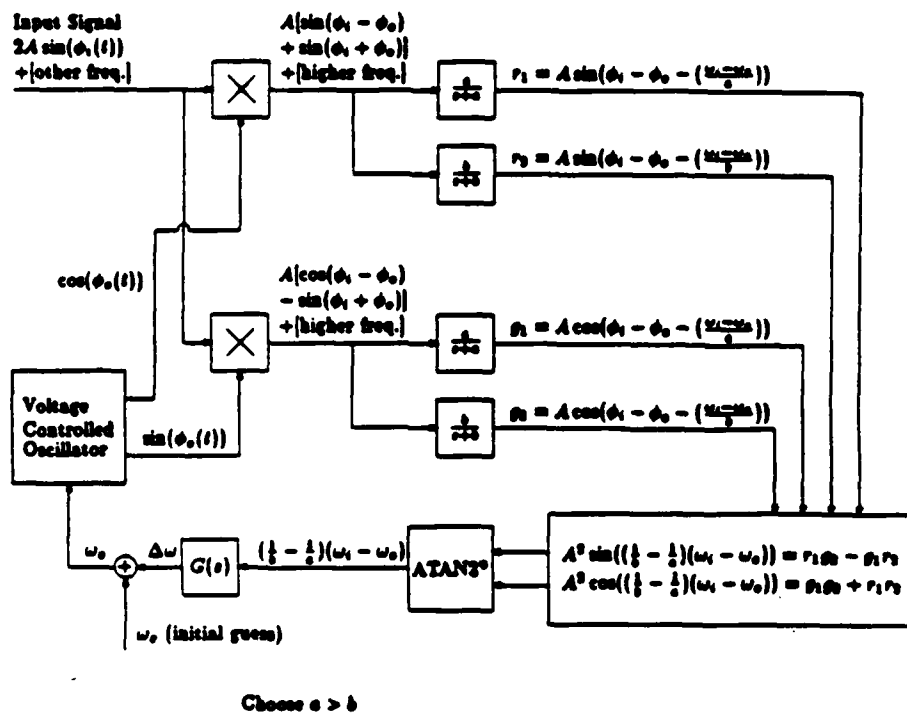 Input Signal
2A sin(ϕᵢ(t))
+[other freq.]
A[sin(ϕᵢ − ϕₒ)
+ sin(ϕᵢ + ϕₒ)]
+[higher freq.]
×
a/(s+a)
r₁ = A sin(ϕᵢ − ϕₒ − ((ωᵢ−ωₒ)/a))
b/(s+b)
r₂ = A sin(ϕᵢ − ϕₒ − ((ωᵢ−ωₒ)/b))
cos(ϕₒ(t))
A[cos(ϕᵢ − ϕₒ)
− sin(ϕᵢ + ϕₒ)]
+[higher freq.]
×
a/(s+a)
g₁ = A cos(ϕᵢ − ϕₒ − ((ωᵢ−ωₒ)/a))
b/(s+b)
g₂ = A cos(ϕᵢ − ϕₒ − ((ωᵢ−ωₒ)/b))
Voltage
Controlled
Oscillator
sin(ϕₒ(t))
ωₒ
+
Δω
G(s)
(1/b − 1/a)(ωᵢ − ωₒ)
ATAN2*
A² sin((1/b − 1/a)(ωᵢ − ωₒ)) = r₁g₂ − g₁r₂
A² cos((1/b − 1/a)(ωᵢ − ωₒ)) = g₁g₂ + r₁r₂
ωₑ (initial guess)
Choose a > b